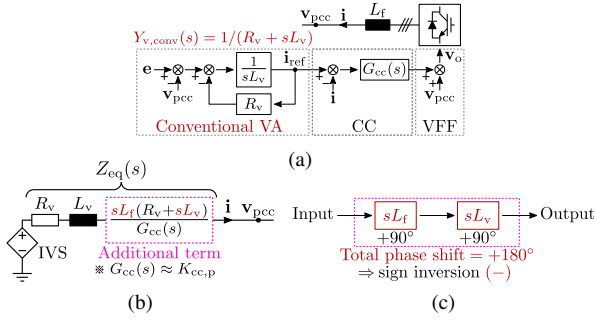 v_pcc i L_f
Y_v,conv(s) = 1/(R_v + sL_v)
v_o
e + − v_pcc + − 1/sL_v i_ref + − i G_cc(s) + + v_pcc
R_v
Conventional VA CC VFF
(a)
Z_eq(s)
R_v L_v sL_f(R_v+sL_v)/G_cc(s) i v_pcc
+ − IVS
Additional term
※ G_cc(s) ≈ K_cc,p
(b)
Input sL_f sL_v Output
+90° +90°
Total phase shift = +180°
⇒ sign inversion (−)
(c)